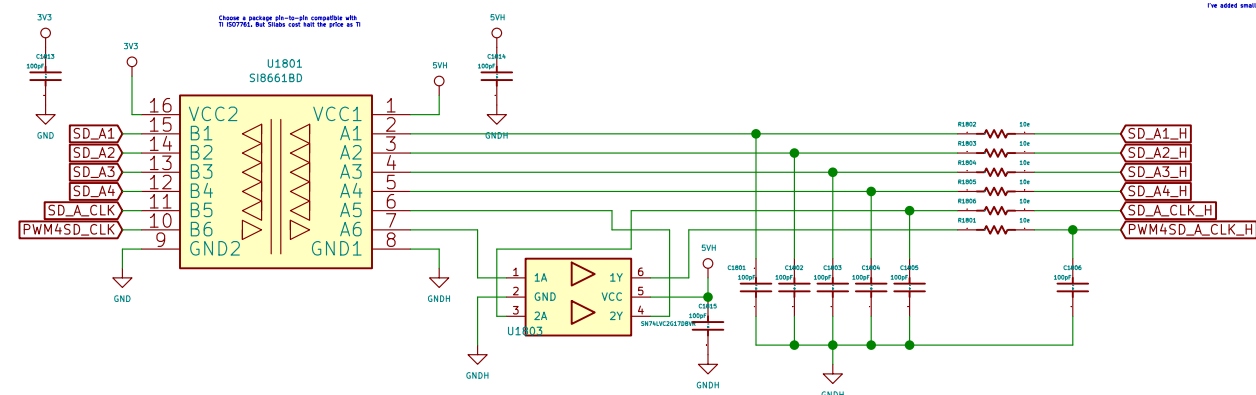 I've added small
Choose a package pin-to-pin compatible with
TI ISO7761. But Silabs cost halt the price as TI
3V3
C1813
100pF
GND
3V3
U1801
SI8661BD
5VH
5VH
C1814
100pF
GNDH
16 VCC2 VCC1 1
SD_A1 15 B1 A1 2
SD_A2 14 B2 A2 3
SD_A3 13 B3 A3 4
SD_A4 12 B4 A4 5
SD_A_CLK 11 B5 A5 6
PWM4SD_CLK 10 B6 A6 7
9 GND2 GND1 8
GND
GNDH
R1802 10e SD_A1_H
R1803 10e SD_A2_H
R1804 10e SD_A3_H
R1805 10e SD_A4_H
R1806 10e SD_A_CLK_H
R1801 10e PWM4SD_A_CLK_H
1 1A 1Y 6
2 GND VCC 5
3 2A 2Y 4
U1803
SN74LVC2G17DBVR
GNDH
5VH
C1815
100pF
GNDH
C1801 C1802 C1803 C1804 C1805 C1806
100pF 100pF 100pF 100pF 100pF 100pF
GNDH